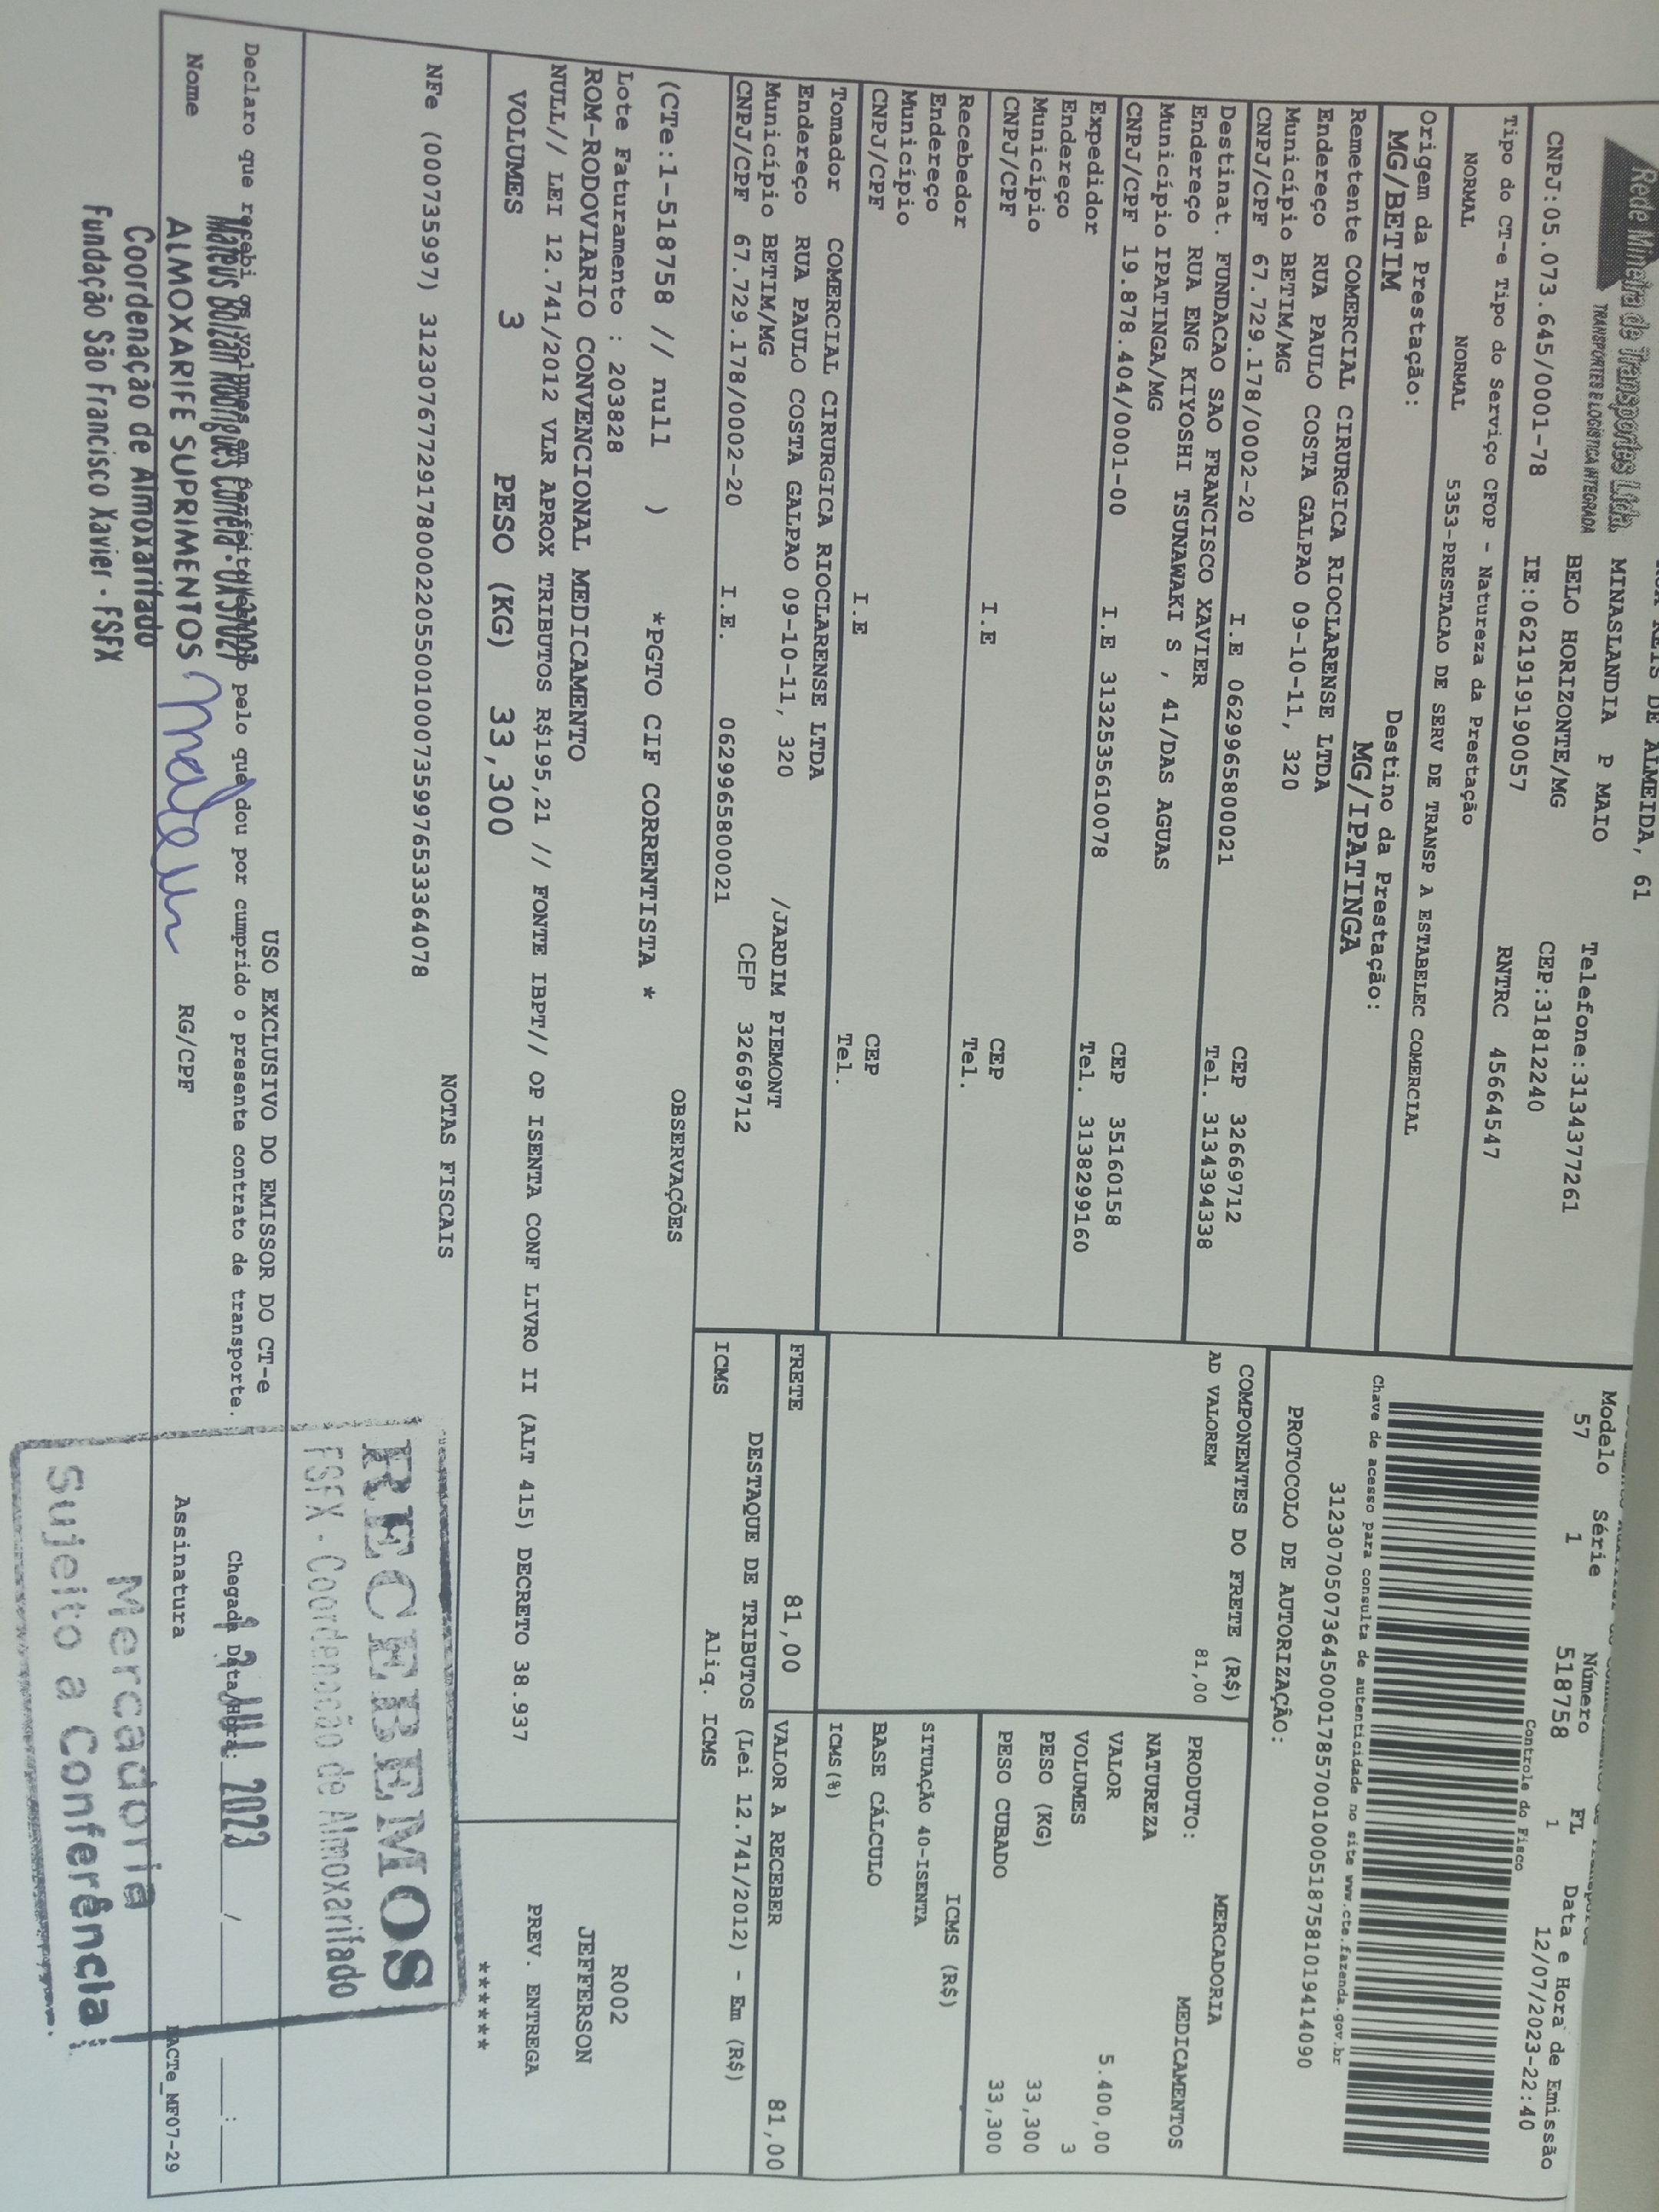 Rede Mineira de Transportes Ltda.
TRANSPORTES E LOGÍSTICA INTEGRADA
DE ALMEIDA, 61
MINASLANDIA P MAIO
BELO HORIZONTE/MG
Telefone:3134377261
CEP:31812240
CNPJ:05.073.645/0001-78 IE:0621919190057
RNTRC 45664547
Modelo Série Número FL Data e Hora de Emissão
57 1 518758 1 12/07/2023-22:40
Controle do Fisco
Tipo do CT-e Tipo do Serviço CFOP - Natureza da Prestação
NORMAL NORMAL 5353-PRESTACAO DE SERV DE TRANSP A ESTABELEC COMERCIAL
Chave de acesso para consulta de autenticidade no site www.cte.fazenda.gov.br
31230705073645000178570010005187581019414090
PROTOCOLO DE AUTORIZAÇÃO:
Origem da Prestação: Destino da Prestação:
MG/BETIM MG/IPATINGA
Remetente COMERCIAL CIRURGICA RIOCLARENSE LTDA
Endereço RUA PAULO COSTA GALPAO 09-10-11, 320
Município BETIM/MG CEP 32669712
CNPJ/CPF 67.729.178/0002-20 I.E 0629965800021 Tel. 3134394338
Destinat. FUNDACAO SAO FRANCISCO XAVIER
Endereço RUA ENG KIYOSHI TSUNAWAKI S , 41/DAS AGUAS
Município IPATINGA/MG CEP 35160158
CNPJ/CPF 19.878.404/0001-00 I.E 3132535610078 Tel. 3138299160
Expedidor
Endereço
Município CEP
CNPJ/CPF I.E Tel.
Recebedor
Endereço
Município CEP
CNPJ/CPF I.E Tel.
Tomador COMERCIAL CIRURGICA RIOCLARENSE LTDA
Endereço RUA PAULO COSTA GALPAO 09-10-11, 320 /JARDIM PIEMONT
Município BETIM/MG CEP 32669712
CNPJ/CPF 67.729.178/0002-20 I.E. 0629965800021
COMPONENTES DO FRETE (R$)
AD VALOREM 81,00
MERCADORIA
PRODUTO:
NATUREZA MEDICAMENTOS
VALOR 5.400,00
VOLUMES 3
PESO (KG) 33,300
PESO CUBADO 33,300
ICMS (R$)
SITUAÇÃO 40-ISENTA
BASE CÁLCULO
ICMS(%)
FRETE 81,00 VALOR A RECEBER 81,00
DESTAQUE DE TRIBUTOS (Lei 12.741/2012) - Em (R$)
ICMS Aliq. ICMS
OBSERVAÇÕES
(CTe:1-518758 // null ) *PGTO CIF CORRENTISTA *
Lote Faturamento : 203828
ROM-RODOVIARIO CONVENCIONAL MEDICAMENTO
NULL// LEI 12.741/2012 VLR APROX TRIBUTOS R$195,21 // FONTE IBPT// OP ISENTA CONF LIVRO II (ALT 415) DECRETO 38.937
VOLUMES 3 PESO (KG) 33,300
R002
JEFFERSON
PREV. ENTREGA
******
NOTAS FISCAIS
NFe (000735997) 31230767729178000220550010007359976533364078
RECEBEMOS
FSFX - Coordenação de Almoxarifado
USO EXCLUSIVO DO EMISSOR DO CT-e
Declaro que recebi os volumes em perfeito estado pelo que dou por cumprido o presente contrato de transporte.
Chegada Data/Hora: JUL 2023 / :
Mateus Bolzan Rodrigues Corrêa
Nome RG/CPF Assinatura
ALMOXARIFE SUPRIMENTOS
Coordenação de Almoxarifado
Fundação São Francisco Xavier - FSFX
DACTe_MF07-29
Mercadoria
Sujeito a Conferência